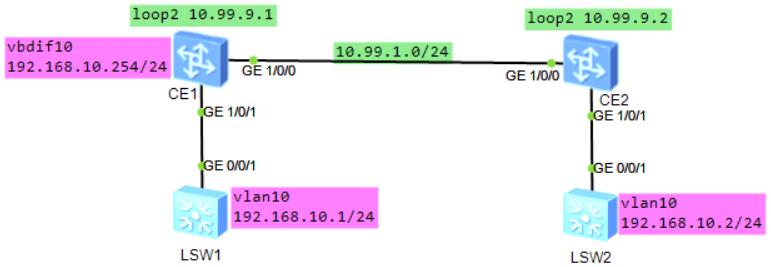 loop2 10.99.9.1
loop2 10.99.9.2
vbdif10
192.168.10.254/24
10.99.1.0/24
GE 1/0/0
GE 1/0/0
CE1
CE2
GE 1/0/1
GE 1/0/1
GE 0/0/1
GE 0/0/1
vlan10
192.168.10.1/24
vlan10
192.168.10.2/24
LSW1
LSW2